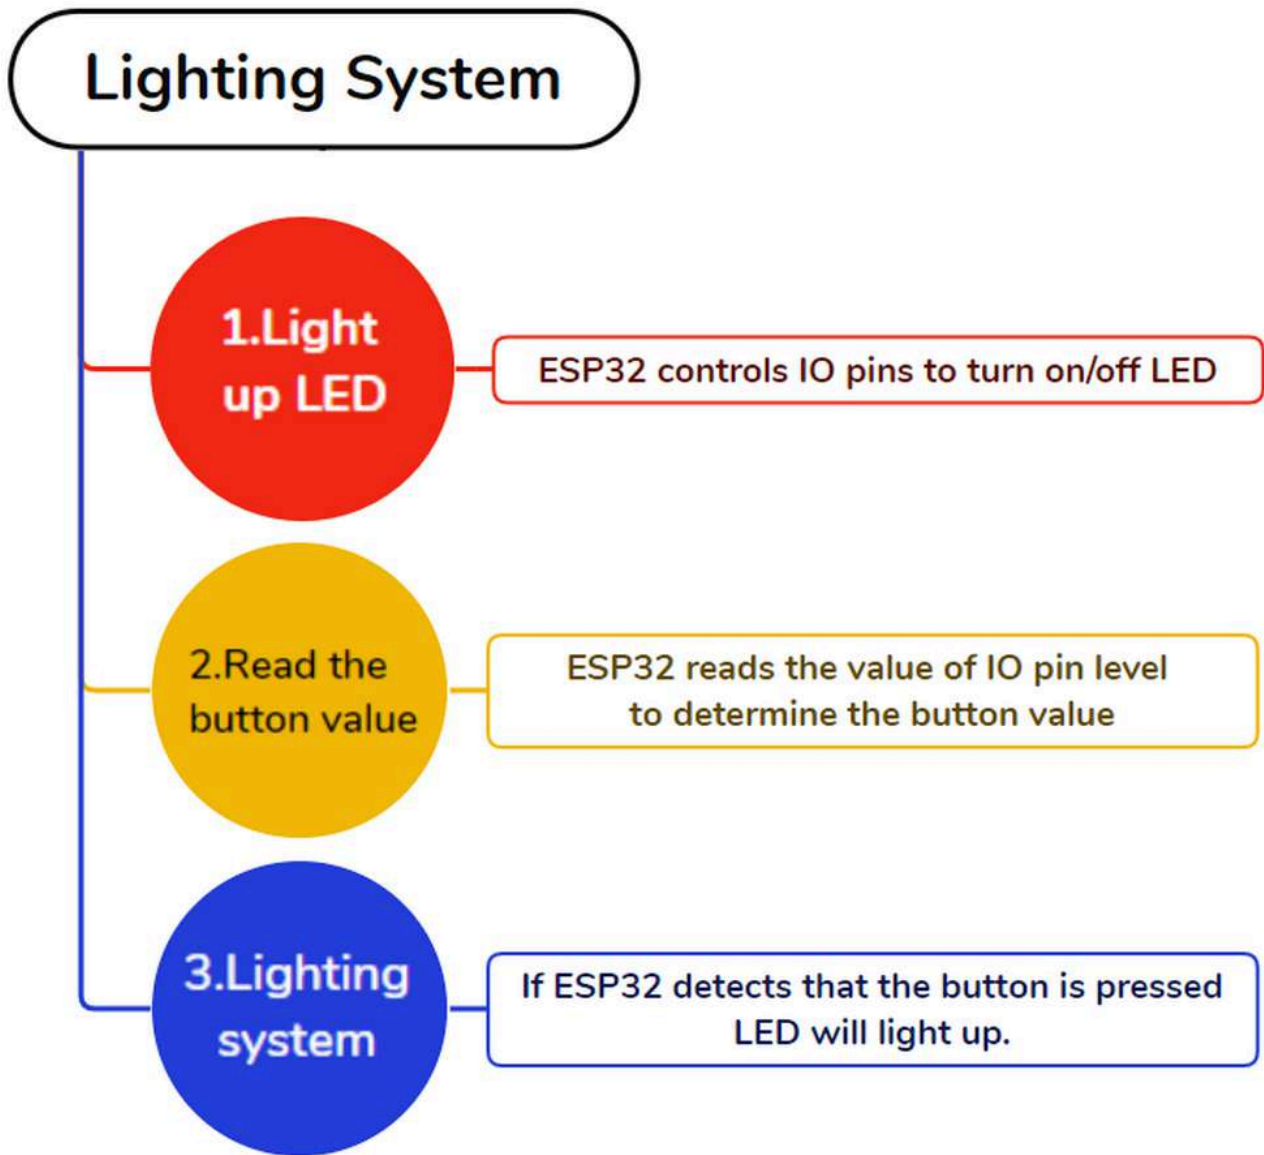 Lighting System
1.Light
up LED
ESP32 controls IO pins to turn on/off LED
2.Read the
button value
ESP32 reads the value of IO pin level
to determine the button value
3.Lighting
system
If ESP32 detects that the button is pressed
LED will light up.